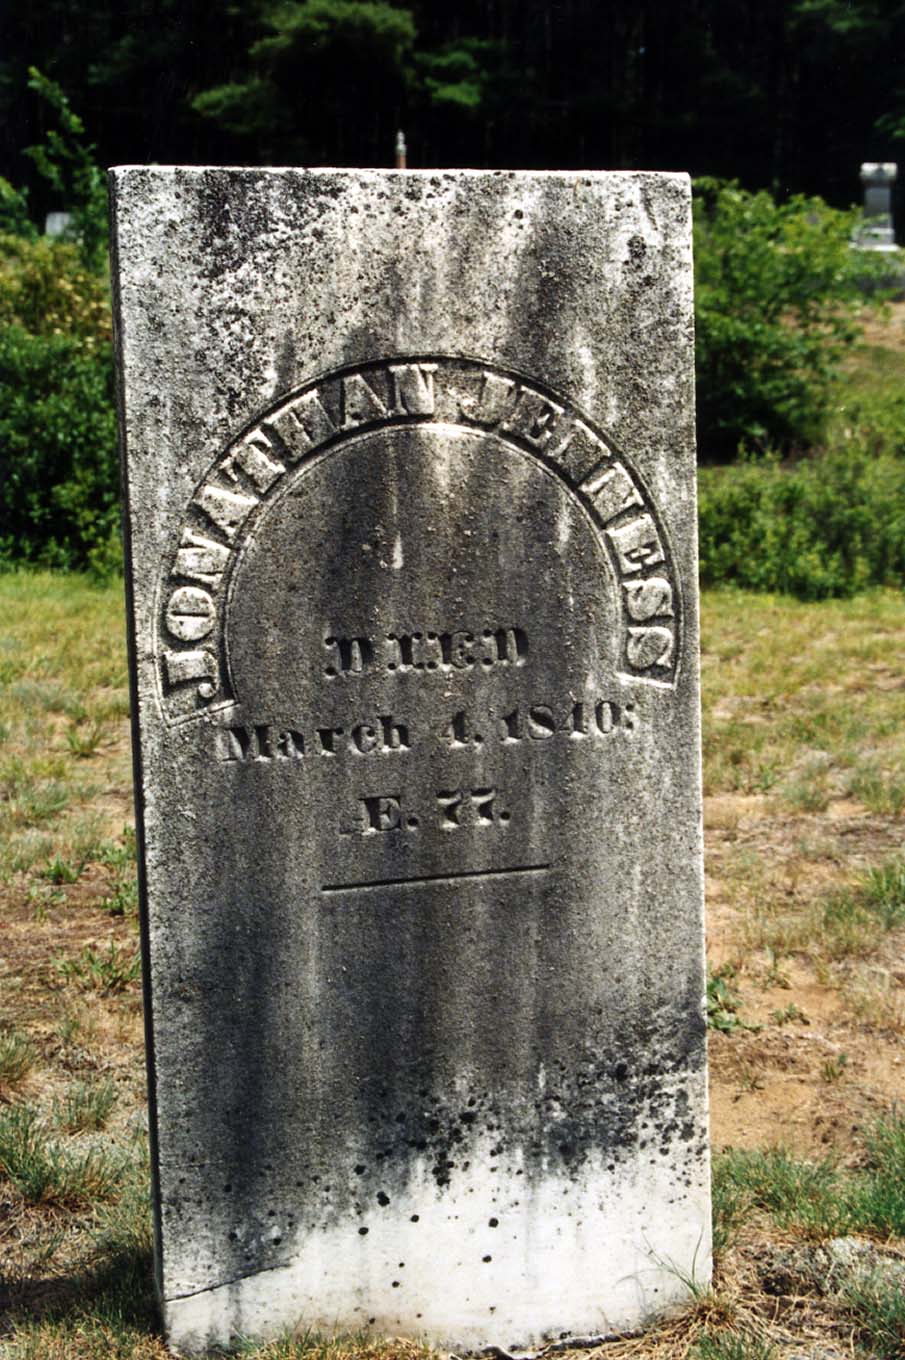 JONATHAN JENNESS
DIED
March 4, 1840;
Æ. 77.